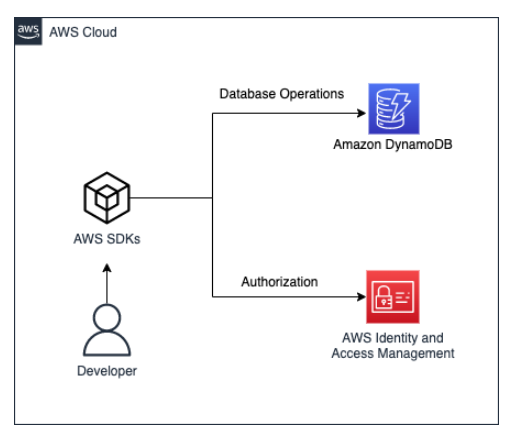 aws
AWS Cloud
Database Operations
Amazon DynamoDB
AWS SDKs
Authorization
AWS Identity and
Access Management
Developer